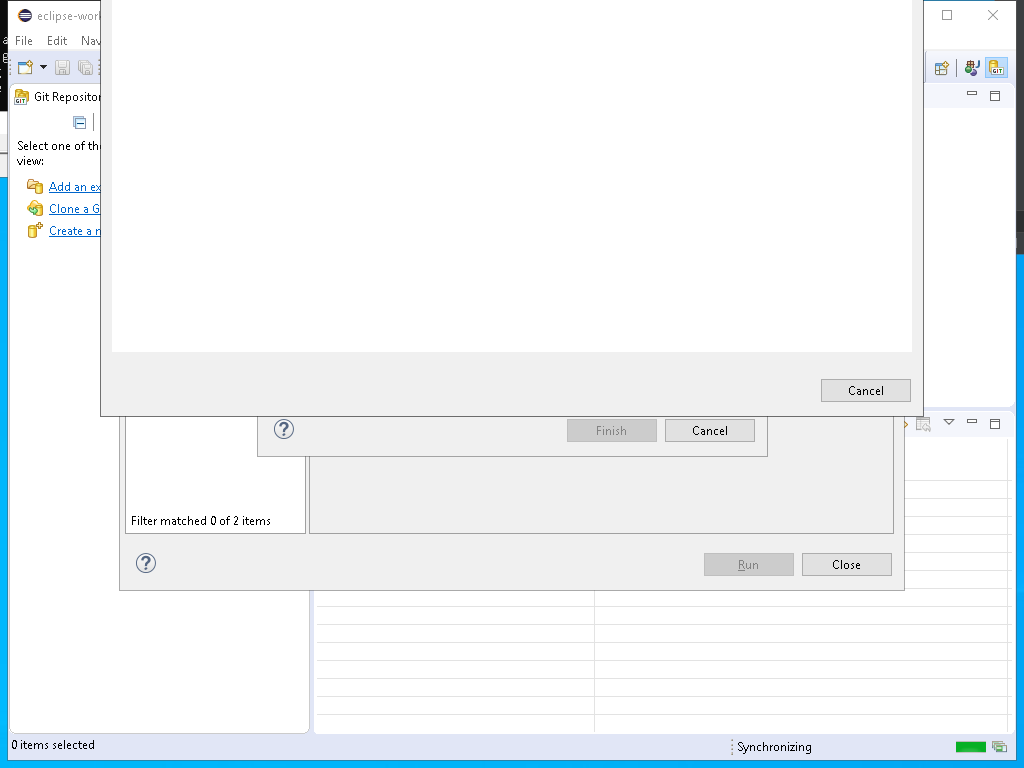 eclipse-work
File Edit Nav
Git Repositor
Select one of th
view:
Add an ex
Clone a G
Create a n
Cancel
Finish Cancel
Filter matched 0 of 2 items
Run Close
0 items selected
Synchronizing